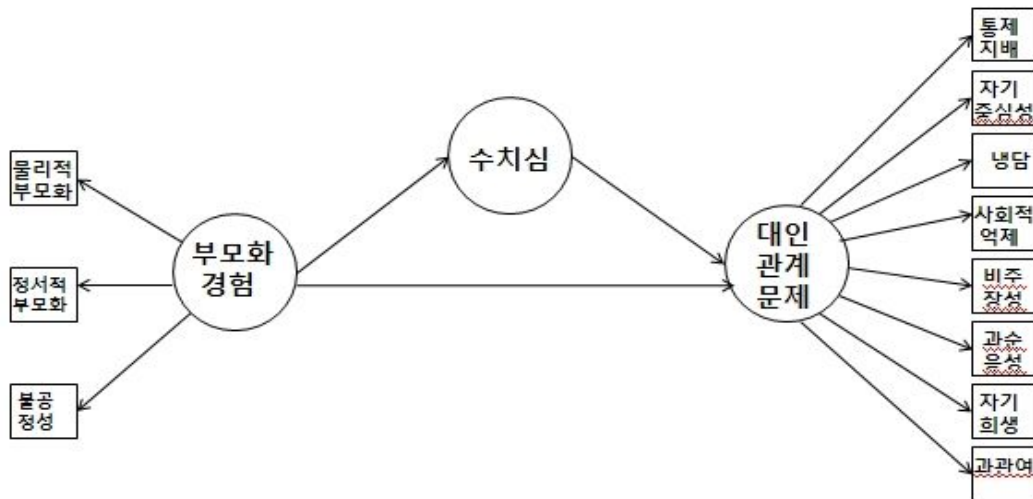 물리적
부모화
정서적
부모화
불공
정성
부모화
경험
수치심
대인
관계
문제
통제
지배
자기
중심성
냉담
사회적
억제
비주
장성
과순
응성
자기
희생
과관여